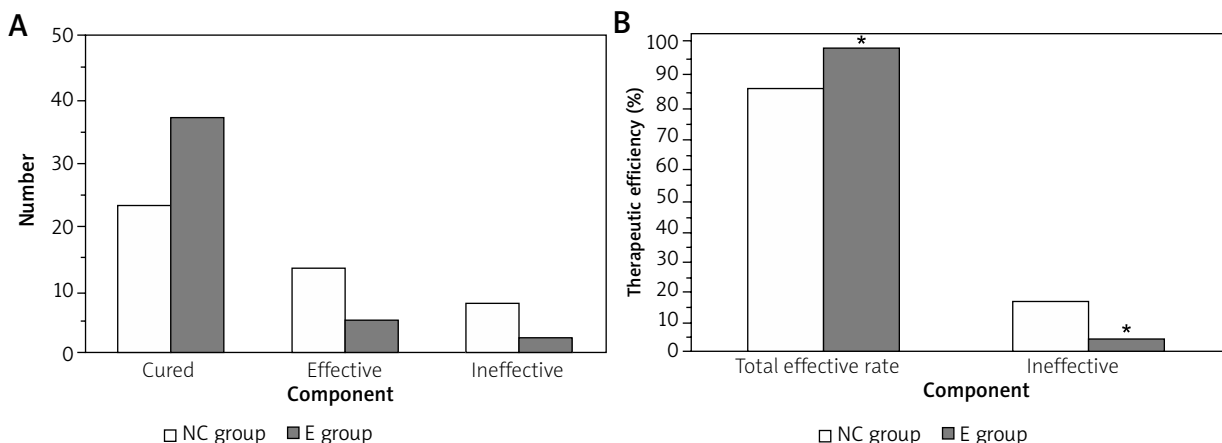 A
Number
50
40
30
20
10
0
Cured
Effective
Ineffective
Component
NC group
E group
B
Therapeutic efficiency (%)
100
90
80
70
60
50
40
30
20
10
0
*
*
Total effective rate
Ineffective
Component
NC group
E group